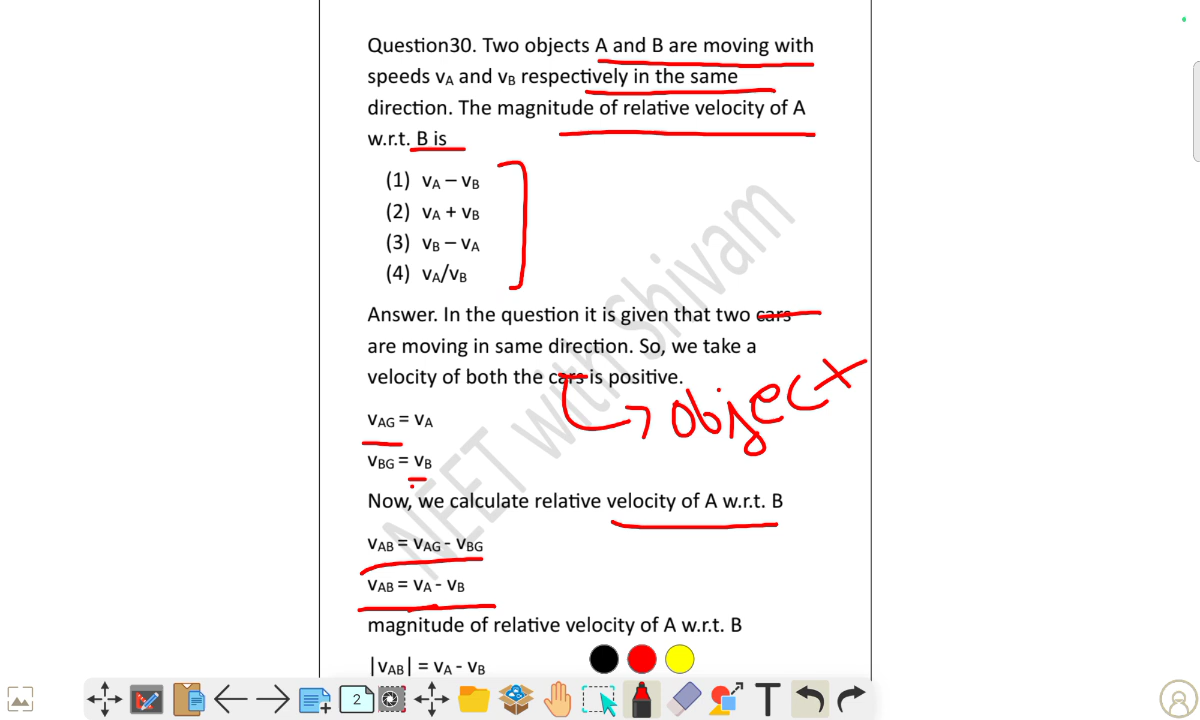 Question30. Two objects A and B are moving with
speeds vA and vB respectively in the same
direction. The magnitude of relative velocity of A
w.r.t. B is
(1) vA – vB
(2) vA + vB
(3) vB – vA
(4) vA/vB
Answer. In the question it is given that two cars
are moving in same direction. So, we take a
velocity of both the cars is positive.
object
vAG = vA
vBG = vB
Now, we calculate relative velocity of A w.r.t. B
vAB = vAG - vBG
vAB = vA - vB
magnitude of relative velocity of A w.r.t. B
|vAB| = vA - vB
NEET with Shivam
2
T